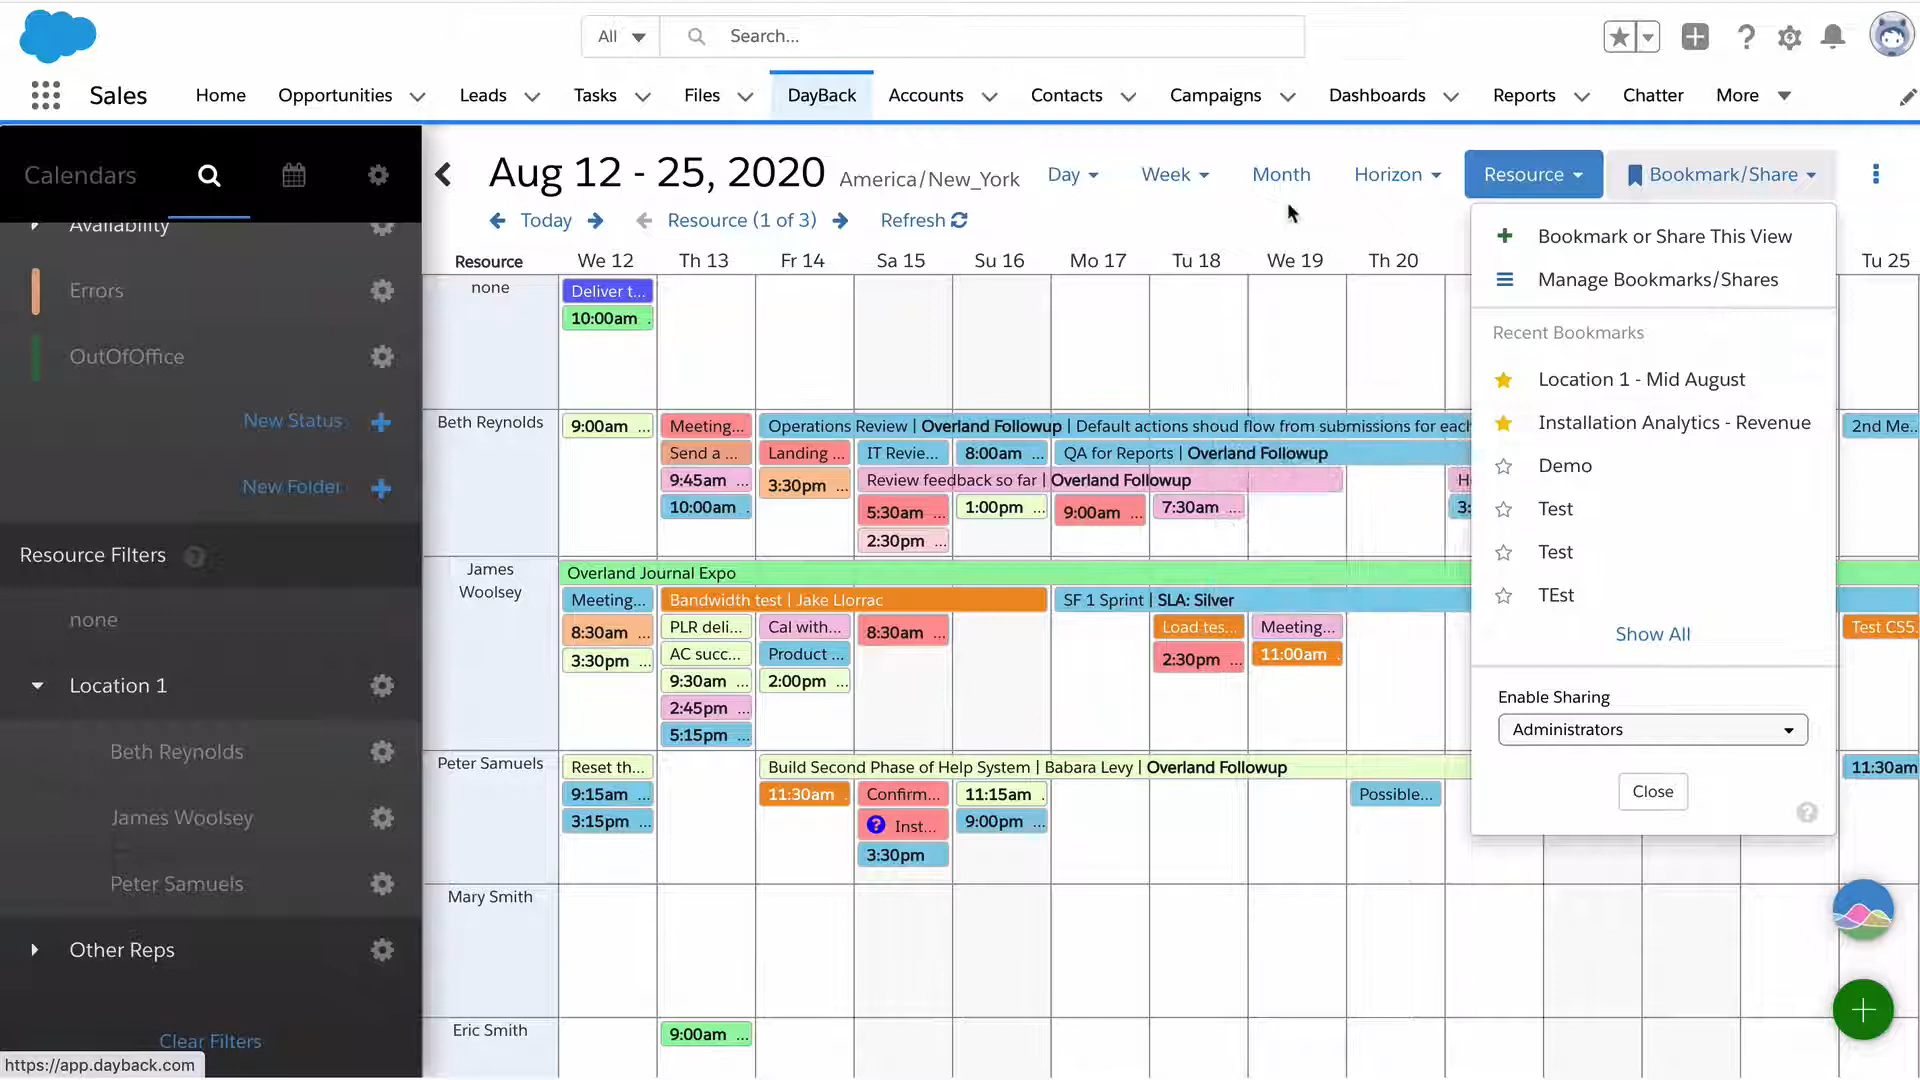 All
Search...
Sales
Home
Opportunities
Leads
Tasks
Files
DayBack
Accounts
Contacts
Campaigns
Dashboards
Reports
Chatter
More
Calendars
Availability
Errors
OutOfOffice
New Status
New Folder
Resource Filters
none
Location 1
Beth Reynolds
James Woolsey
Peter Samuels
Other Reps
Clear Filters
https://app.dayback.com
Aug 12 - 25, 2020 America/New_York
Day
Week
Month
Horizon
Resource
Bookmark/Share
Today
Resource (1 of 3)
Refresh
Resource We 12 Th 13 Fr 14 Sa 15 Su 16 Mo 17 Tu 18 We 19 Th 20 Tu 25
none
Deliver t...
10:00am
Beth Reynolds
9:00am ...
Meeting...
Operations Review | Overland Followup | Default actions shoud flow from submissions for each
2nd Me..
Send a ...
Landing ...
IT Revie...
8:00am ...
QA for Reports | Overland Followup
9:45am ...
3:30pm ...
Review feedback so far | Overland Followup
10:00am .
5:30am ...
1:00pm ...
9:00am ...
7:30am ...
3:
2:30pm ...
James Woolsey
Overland Journal Expo
Meeting...
Bandwidth test | Jake Llorrac
SF 1 Sprint | SLA: Silver
8:30am ...
PLR deli...
Cal with...
8:30am ...
Load tes...
Meeting...
Test CS5.
3:30pm ...
AC succ...
Product ...
2:30pm ...
11:00am .
9:30am ...
2:00pm ...
2:45pm ...
5:15pm ...
Peter Samuels
Reset th...
Build Second Phase of Help System | Babara Levy | Overland Followup
11:30am
9:15am ...
11:30am .
Confirm...
11:15am .
Possible...
3:15pm ...
? Inst...
9:00pm ...
3:30pm
Mary Smith
Eric Smith
9:00am ...
Bookmark or Share This View
Manage Bookmarks/Shares
Recent Bookmarks
Location 1 - Mid August
Installation Analytics - Revenue
Demo
Test
Test
TEst
Show All
Enable Sharing
Administrators
Close